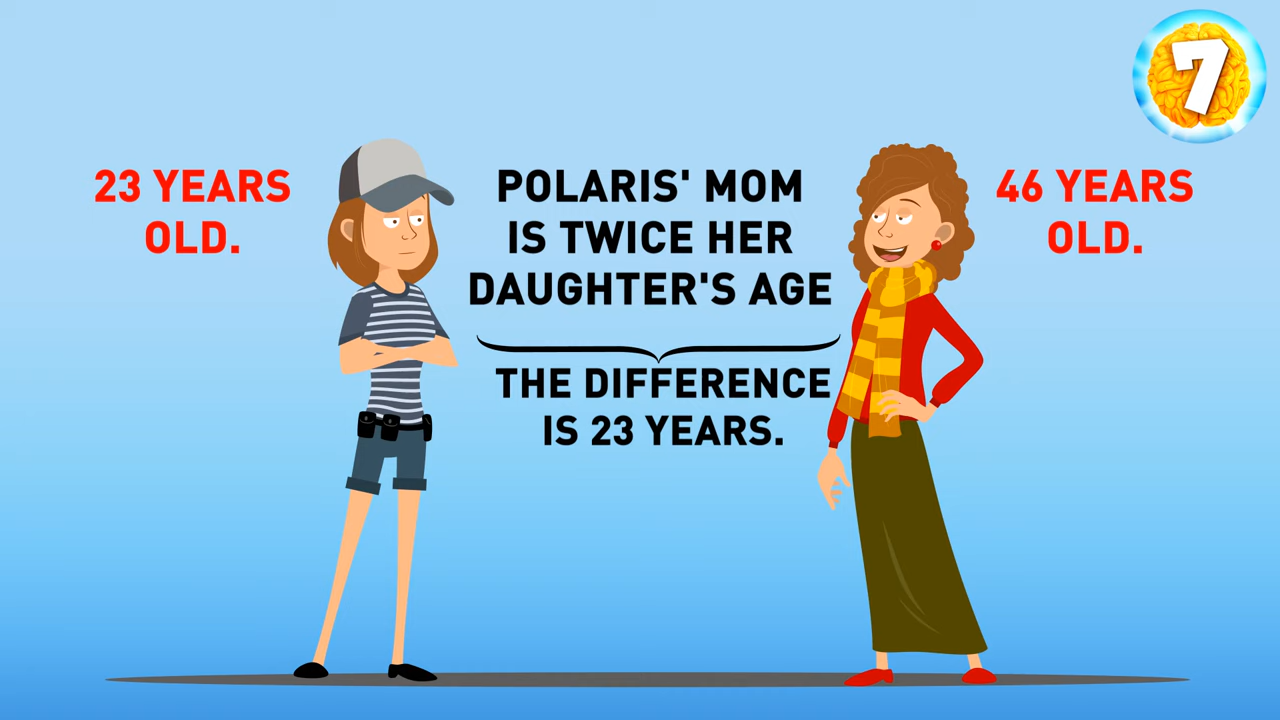 7
23 YEARS
OLD.
POLARIS' MOM
IS TWICE HER
DAUGHTER'S AGE
THE DIFFERENCE
IS 23 YEARS.
46 YEARS
OLD.